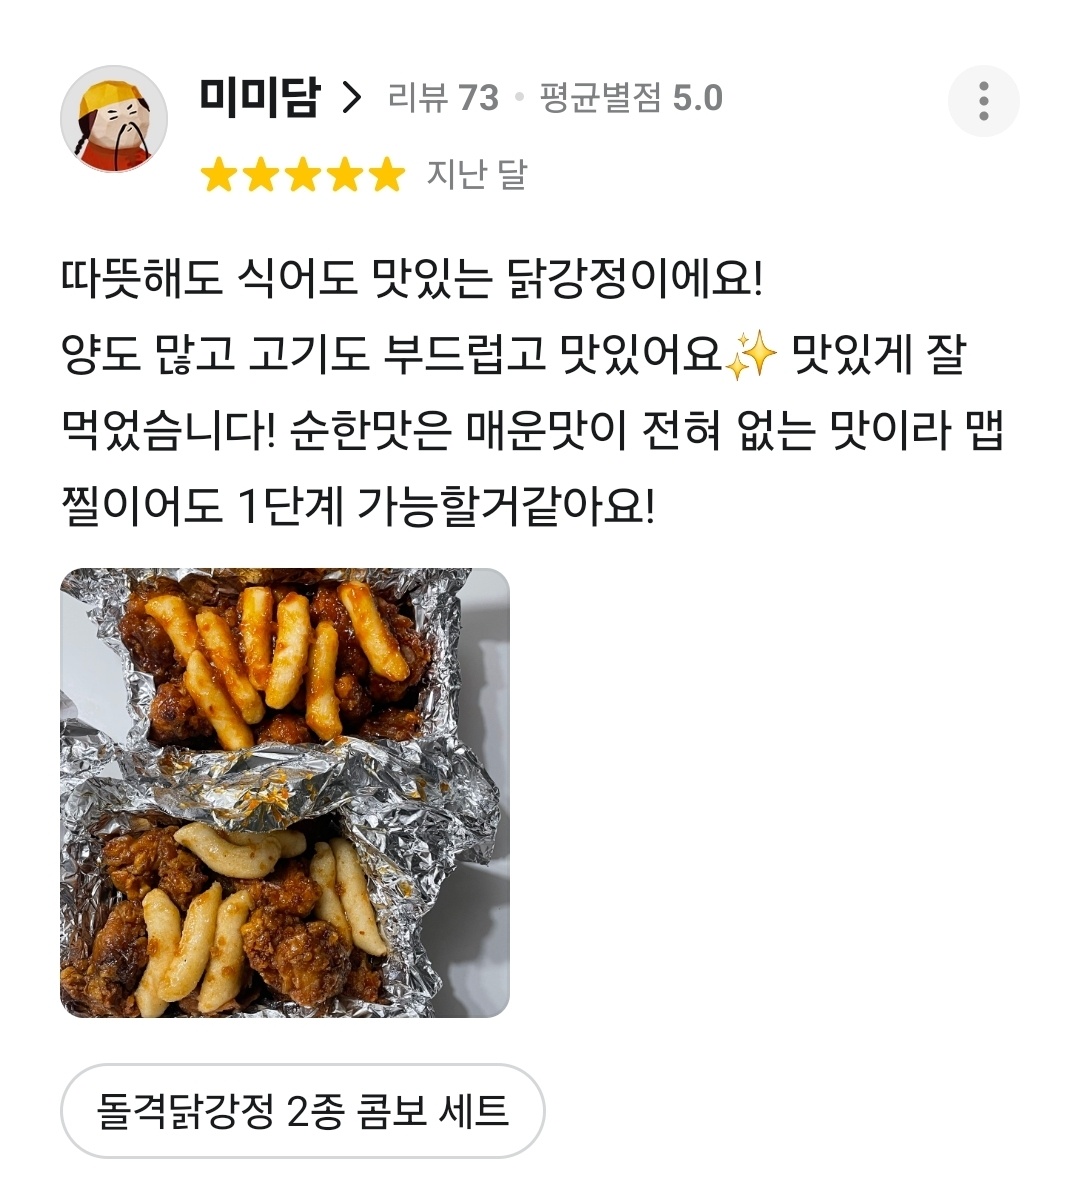 미미담 > 리뷰 73 • 평균별점 5.0
지난 달
따뜻해도 식어도 맛있는 닭강정이에요!
양도 많고 고기도 부드럽고 맛있어요✨ 맛있게 잘
먹었슴니다! 순한맛은 매운맛이 전혀 없는 맛이라 맵
찔이어도 1단계 가능할거같아요!
돌격닭강정 2종 콤보 세트